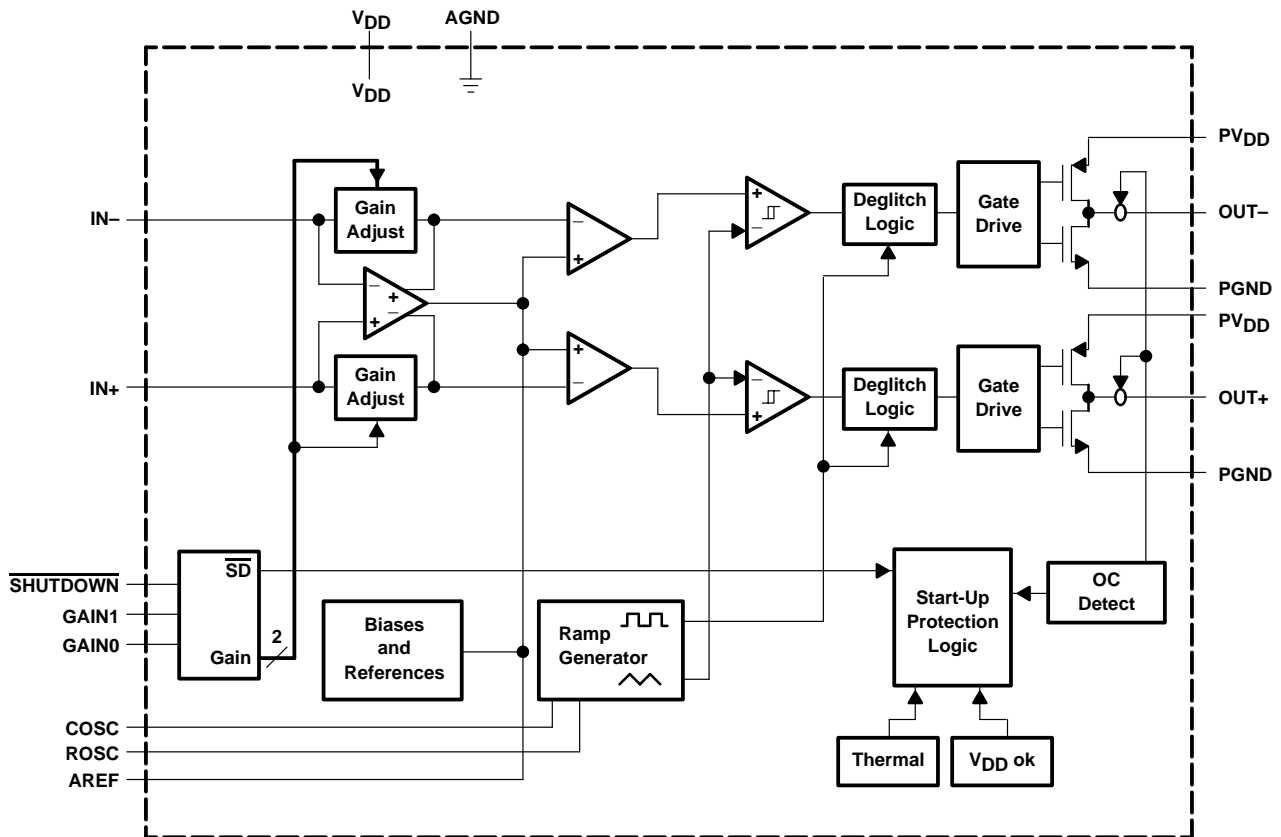 VDD
AGND
VDD
PVDD
Gain
Adjust
IN–
–
+
+
–
Deglitch
Logic
Gate
Drive
OUT–
–
+
+
–
PGND
PVDD
IN+
Gain
Adjust
+
–
–
+
Deglitch
Logic
Gate
Drive
OUT+
PGND
SHUTDOWN
GAIN1
GAIN0
SD
Gain
2
Biases
and
References
Ramp
Generator
Start-Up
Protection
Logic
OC
Detect
COSC
ROSC
AREF
Thermal
VDD ok